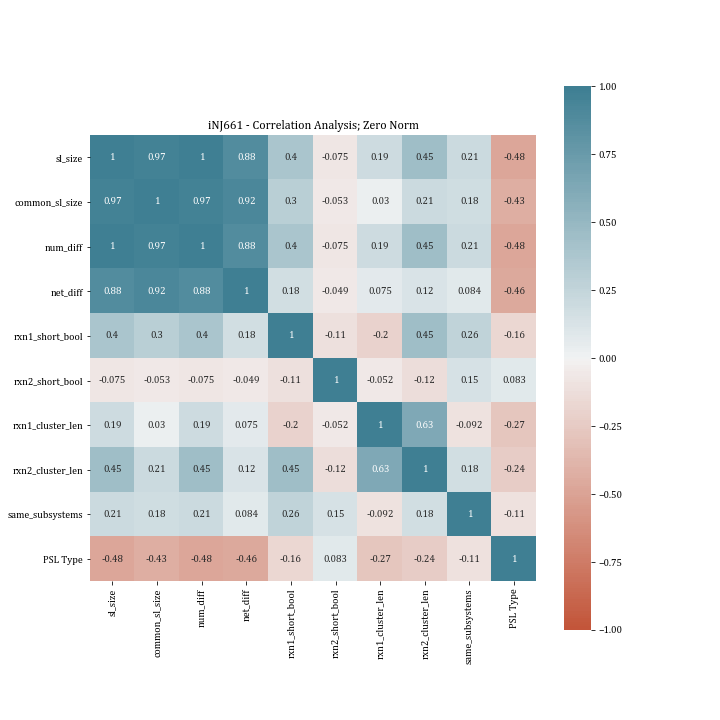 iNJ661 - Correlation Analysis; Zero Norm
sl_size 1 0.97 1 0.88 0.4 -0.075 0.19 0.45 0.21 -0.48
common_sl_size 0.97 1 0.97 0.92 0.3 -0.053 0.03 0.21 0.18 -0.43
num_diff 1 0.97 1 0.88 0.4 -0.075 0.19 0.45 0.21 -0.48
net_diff 0.88 0.92 0.88 1 0.18 -0.049 0.075 0.12 0.084 -0.46
rxn1_short_bool 0.4 0.3 0.4 0.18 1 -0.11 -0.2 0.45 0.26 -0.16
rxn2_short_bool -0.075 -0.053 -0.075 -0.049 -0.11 1 -0.052 -0.12 0.15 0.083
rxn1_cluster_len 0.19 0.03 0.19 0.075 -0.2 -0.052 1 0.63 -0.092 -0.27
rxn2_cluster_len 0.45 0.21 0.45 0.12 0.45 -0.12 0.63 1 0.18 -0.24
same_subsystems 0.21 0.18 0.21 0.084 0.26 0.15 -0.092 0.18 1 -0.11
PSL Type -0.48 -0.43 -0.48 -0.46 -0.16 0.083 -0.27 -0.24 -0.11 1
sl_size
common_sl_size
num_diff
net_diff
rxn1_short_bool
rxn2_short_bool
rxn1_cluster_len
rxn2_cluster_len
same_subsystems
PSL Type
1.00
0.75
0.50
0.25
0.00
−0.25
−0.50
−0.75
−1.00